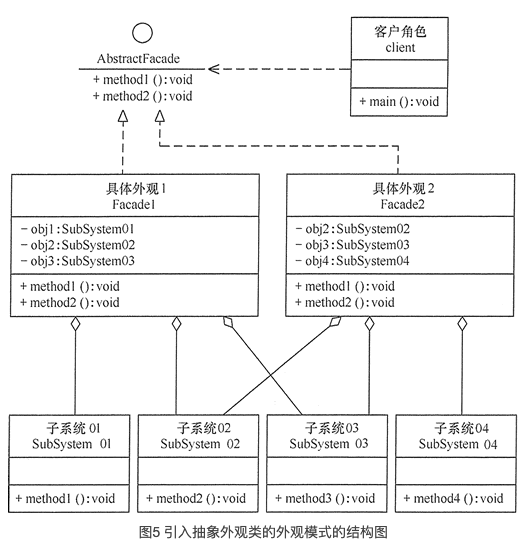 AbstractFacade
+ method1 ():void
+ method2 ():void
客户角色
client
+ main ():void
具体外观1
Facade1
- obj1:SubSystem01
- obj2:SubSystem02
- obj3:SubSystem03
+ method1 ():void
+ method2 ():void
具体外观2
Facade2
- obj2:SubSystem02
- obj3:SubSystem03
- obj4:SubSystem04
+ method1 ():void
+ method2 ():void
子系统01
SubSystem 01
+ method1 ():void
子系统02
SubSystem 02
+ method2 ():void
子系统03
SubSystem 03
+ method3 ():void
子系统04
SubSystem 04
+ method4 ():void
图5 引入抽象外观类的外观模式的结构图